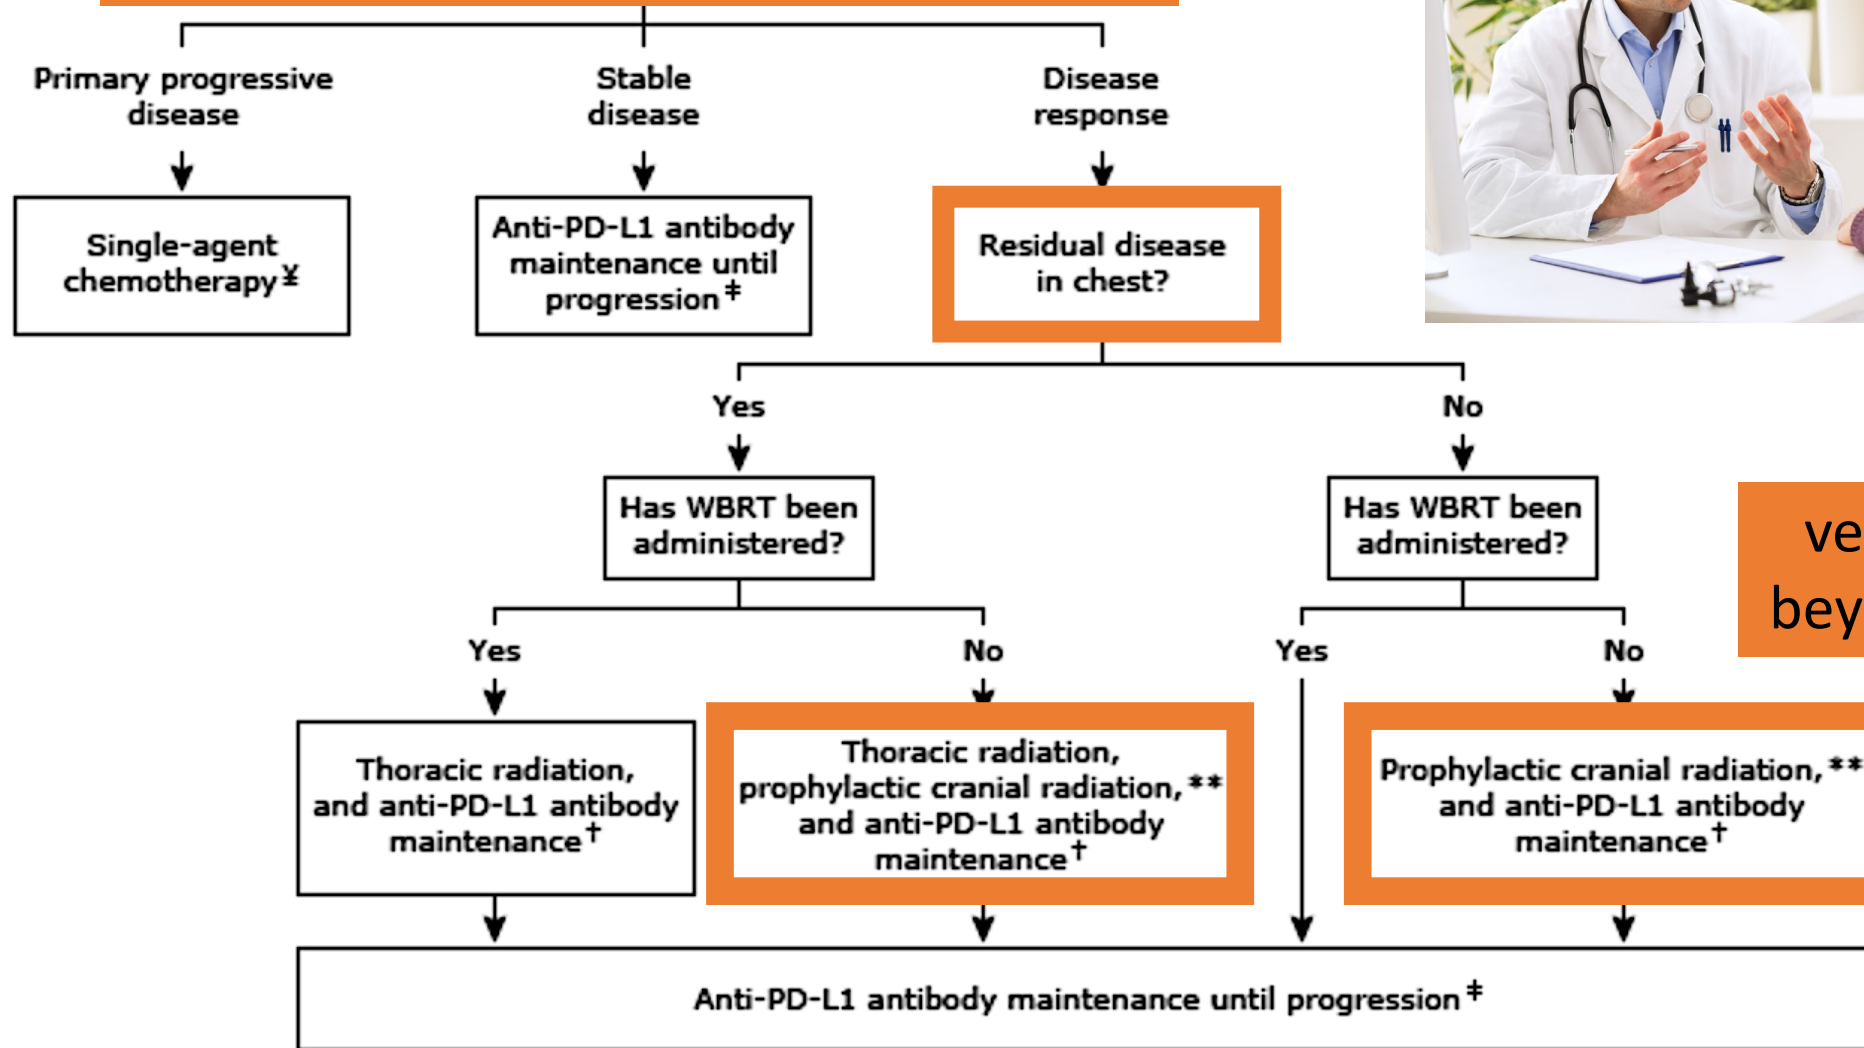 Primary progressive
disease
Stable
disease
Disease
response
Single-agent
chemotherapy¥
Anti-PD-L1 antibody
maintenance until
progression‡
Residual disease
in chest?
Yes
No
Has WBRT been
administered?
Has WBRT been
administered?
ve
bey
Yes
No
Yes
No
Thoracic radiation,
and anti-PD-L1 antibody
maintenance†
Thoracic radiation,
prophylactic cranial radiation,**
and anti-PD-L1 antibody
maintenance†
Prophylactic cranial radiation,**
and anti-PD-L1 antibody
maintenance†
Anti-PD-L1 antibody maintenance until progression‡